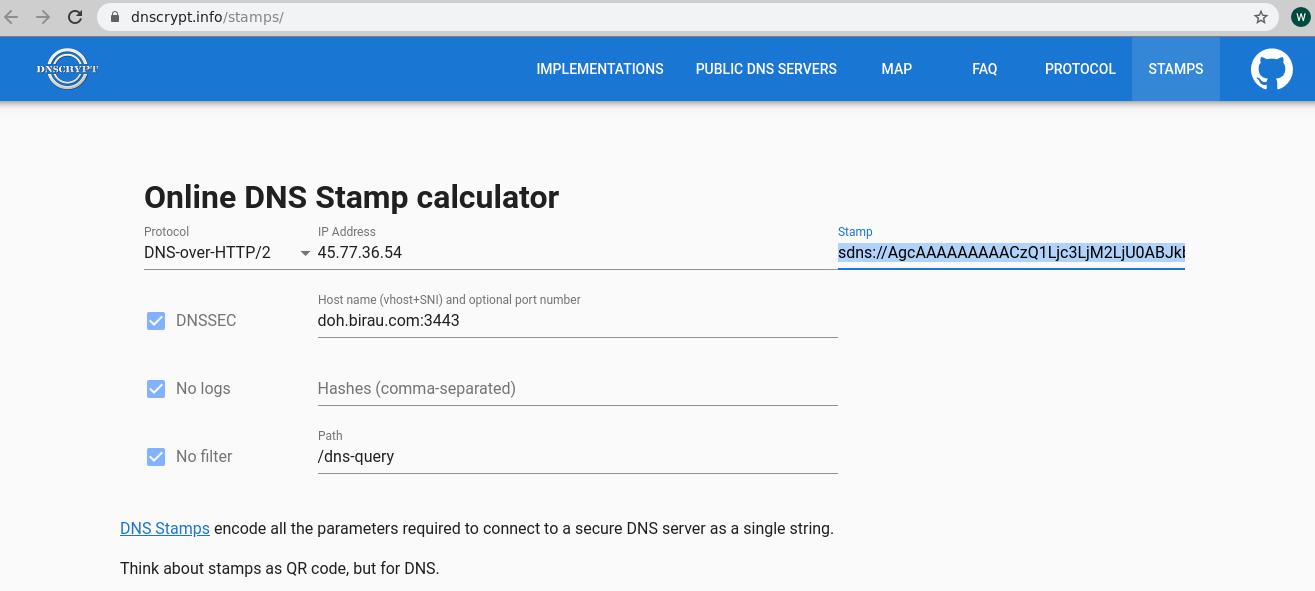 dnscrypt.info/stamps/
W
DNSCRYPT
IMPLEMENTATIONS PUBLIC DNS SERVERS MAP FAQ PROTOCOL STAMPS
Online DNS Stamp calculator
Protocol IP Address Stamp
DNS-over-HTTP/2 45.77.36.54 sdns://AgcAAAAAAAAACzQ1Ljc3LjM2LjU0ABJk
Host name (vhost+SNI) and optional port number
DNSSEC doh.birau.com:3443
No logs Hashes (comma-separated)
Path
No filter /dns-query
DNS Stamps encode all the parameters required to connect to a secure DNS server as a single string.
Think about stamps as QR code, but for DNS.